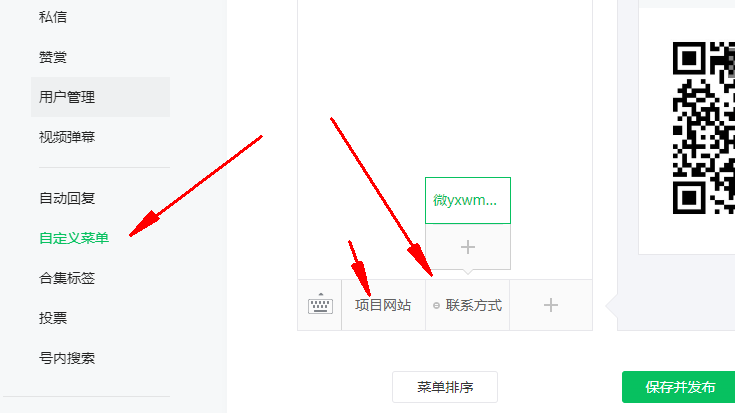 私信
赞赏
用户管理
视频弹幕
自动回复
自定义菜单
合集标签
投票
号内搜索
微yxwm...
项目网站
联系方式
菜单排序
保存并发布